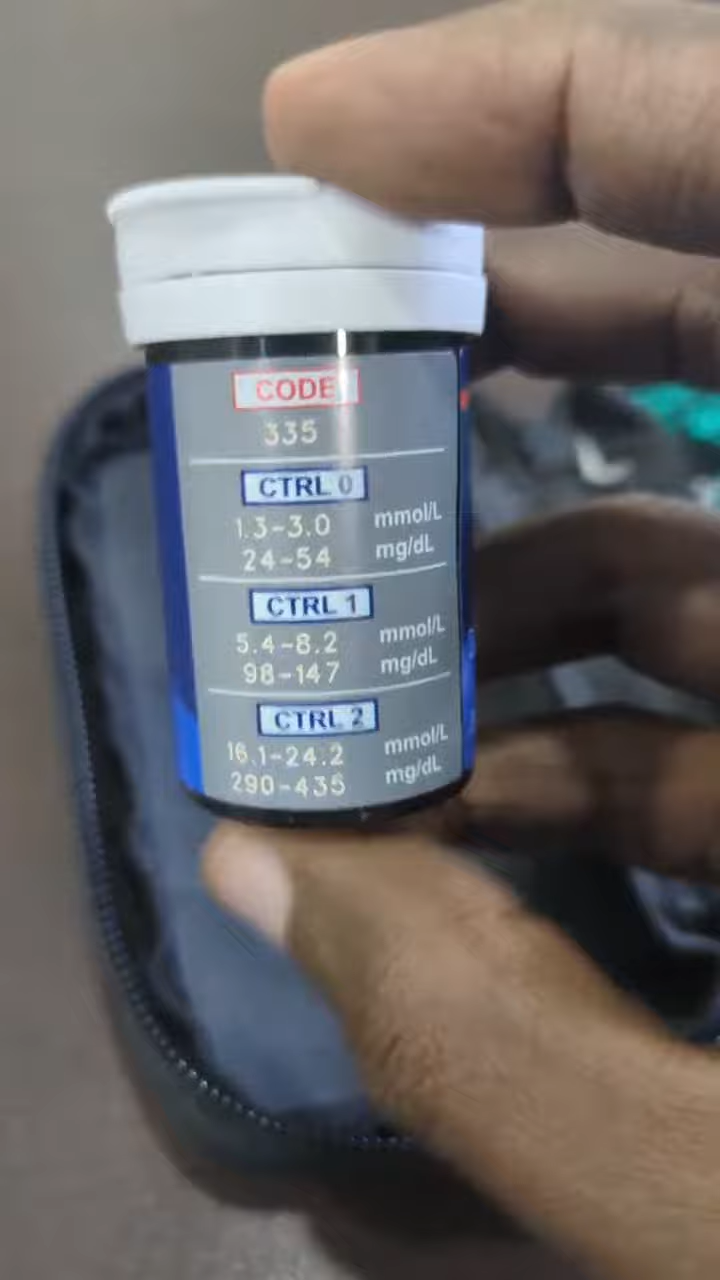 CODE
335
CTRL 0
1.3-3.0 mmol/L
24-54 mg/dL
CTRL 1
5.4-8.2 mmol/L
98-147 mg/dL
CTRL 2
16.1-24.2 mmol/L
290-435 mg/dL